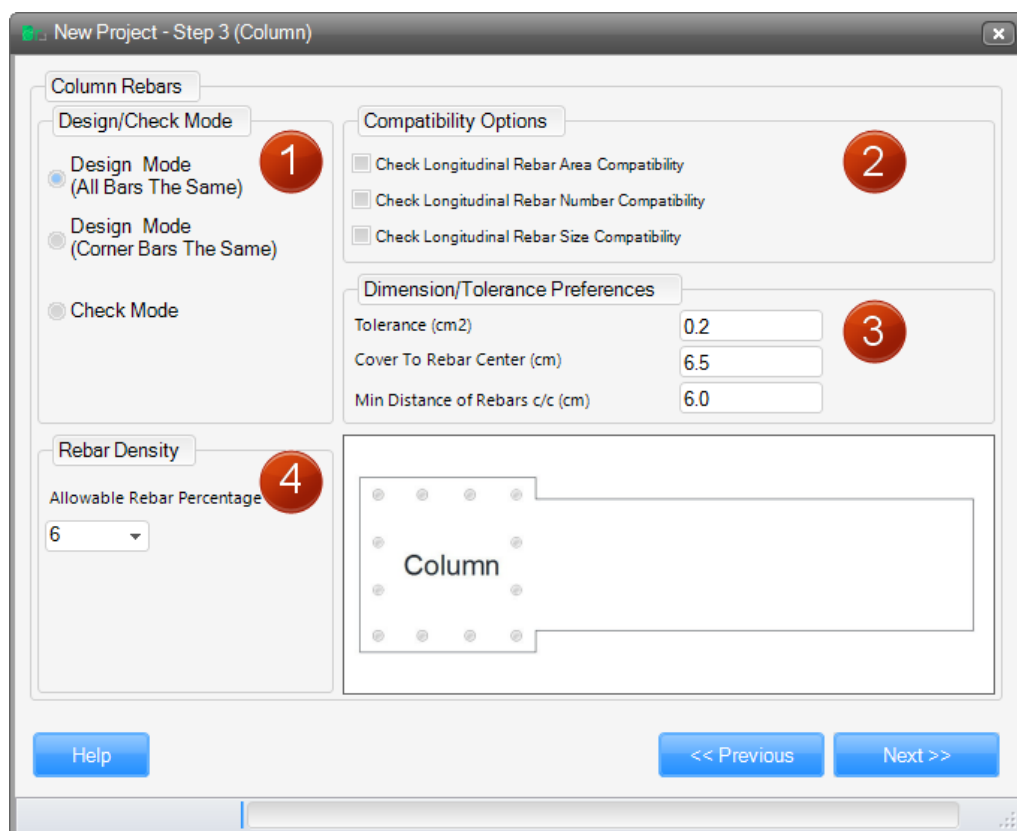 New Project - Step 3 (Column)
Column Rebars
Design/Check Mode
1
Design Mode
(All Bars The Same)
Design Mode
(Corner Bars The Same)
Check Mode
Compatibility Options
2
Check Longitudinal Rebar Area Compatibility
Check Longitudinal Rebar Number Compatibility
Check Longitudinal Rebar Size Compatibility
Dimension/Tolerance Preferences
3
Tolerance (cm2) 0.2
Cover To Rebar Center (cm) 6.5
Min Distance of Rebars c/c (cm) 6.0
Rebar Density
4
Allowable Rebar Percentage
6
Column
Help
<< Previous
Next >>